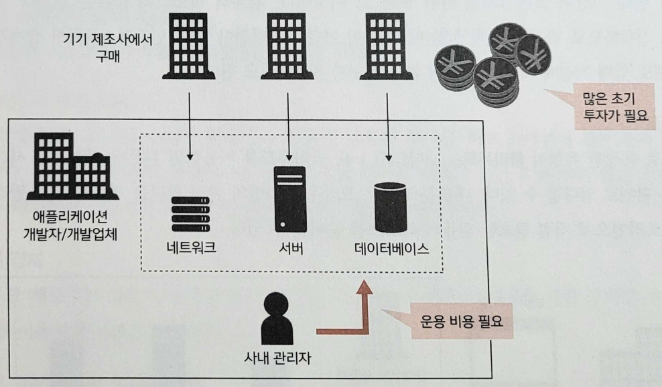 기기 제조사에서
구매
많은 초기
투자가 필요
애플리케이션
개발자/개발업체
네트워크
서버
데이터베이스
운용 비용 필요
사내 관리자